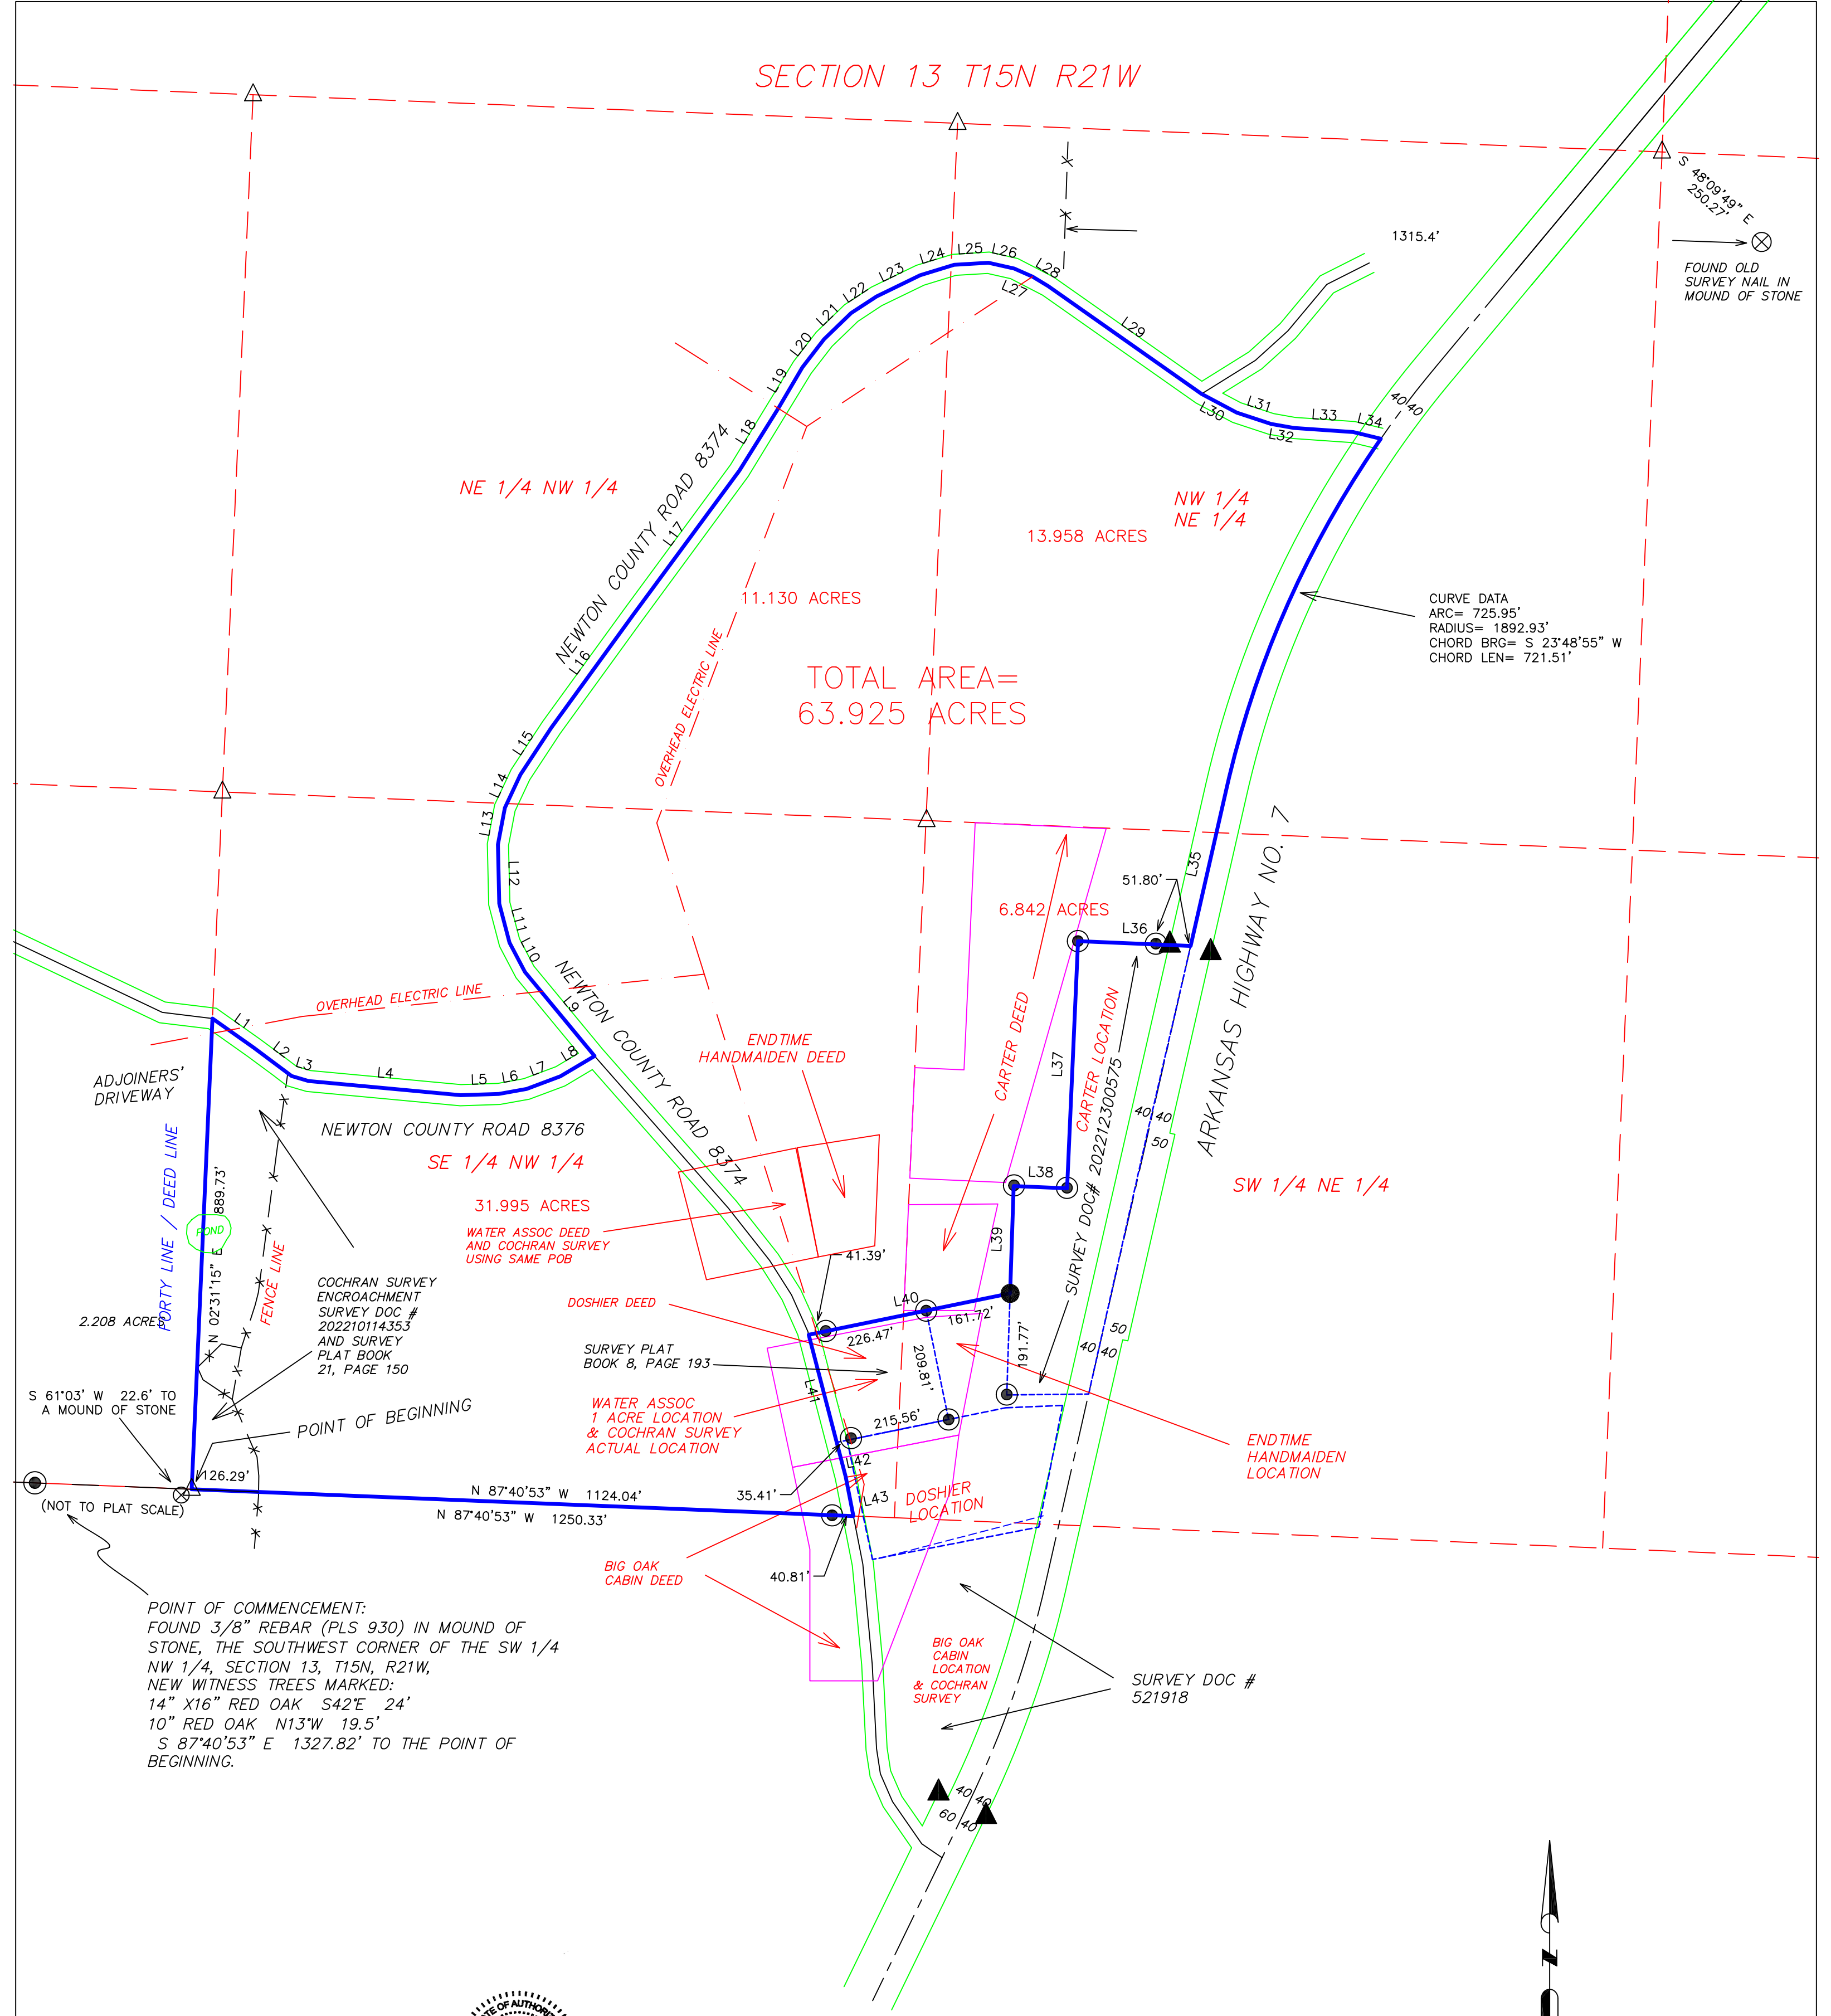 SECTION 13 T15N R21W
S 48°09'49" E
250.27'
1315.4'
FOUND OLD
SURVEY NAIL IN
MOUND OF STONE
L25
L26
L24
L28
L23
L27
L22
L29
L21
L20
L19
L31
L30
L33
L34
L32
40
40
L18
NEWTON COUNTY ROAD 8374
L17
L16
NE 1/4 NW 1/4
NW 1/4
NE 1/4
13.958 ACRES
11.130 ACRES
CURVE DATA
ARC= 725.95'
RADIUS= 1892.93'
CHORD BRG= S 23°48'55" W
CHORD LEN= 721.51'
OVERHEAD ELECTRIC LINE
TOTAL AREA=
63.925 ACRES
L15
L14
L13
L12
L11
L10
L9
ARKANSAS HIGHWAY NO. 7
L35
51.80'
6.842 ACRES
L36
OVERHEAD ELECTRIC LINE
L1
L2
L3
L4
L5
L6
L7
L8
NEWTON COUNTY ROAD 8374
ENDTIME
HANDMAIDEN DEED
CARTER DEED
CARTER LOCATION
L37
SURVEY DOC# 202212300575
40
40
50
ADJOINERS'
DRIVEWAY
NEWTON COUNTY ROAD 8376
SE 1/4 NW 1/4
SW 1/4 NE 1/4
31.995 ACRES
L38
FORTY LINE / DEED LINE
N 02°31'15" E 889.73'
POND
FENCE LINE
WATER ASSOC DEED
AND COCHRAN SURVEY
USING SAME POB
L39
41.39'
COCHRAN SURVEY
ENCROACHMENT
SURVEY DOC #
202210114353
AND SURVEY
PLAT BOOK
21, PAGE 150
2.208 ACRES
DOSHIER DEED
L40
161.72'
226.47'
191.77'
50
40
40
SURVEY PLAT
BOOK 8, PAGE 193
209.81'
L41
S 61°03' W 22.6' TO
A MOUND OF STONE
POINT OF BEGINNING
WATER ASSOC
1 ACRE LOCATION
& COCHRAN SURVEY
ACTUAL LOCATION
215.56'
ENDTIME
HANDMAIDEN
LOCATION
L42
126.29'
N 87°40'53" W 1124.04'
35.41'
L43
DOSHIER
LOCATION
(NOT TO PLAT SCALE)
N 87°40'53" W 1250.33'
BIG OAK
CABIN DEED
40.81'
POINT OF COMMENCEMENT:
FOUND 3/8" REBAR (PLS 930) IN MOUND OF
STONE, THE SOUTHWEST CORNER OF THE SW 1/4
NW 1/4, SECTION 13, T15N, R21W,
NEW WITNESS TREES MARKED:
14" X16" RED OAK S42°E 24'
10" RED OAK N13°W 19.5'
S 87°40'53" E 1327.82' TO THE POINT OF
BEGINNING.
BIG OAK
CABIN
LOCATION
& COCHRAN
SURVEY
SURVEY DOC #
521918
40
40
60
40